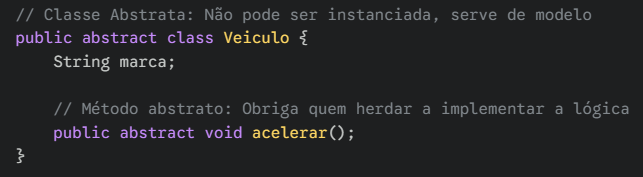 // Classe Abstrata: Não pode ser instanciada, serve de modelo
public abstract class Veiculo {
    String marca;

    // Método abstrato: Obriga quem herdar a implementar a lógica
    public abstract void acelerar();
}